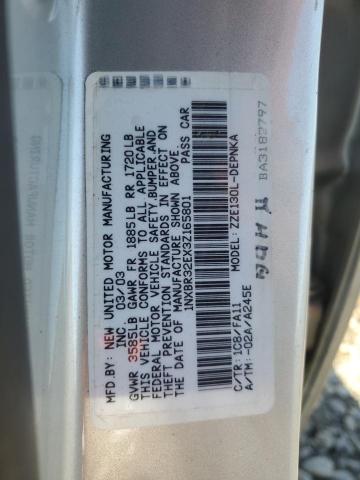 MFD.BY: NEW UNITED MOTOR MANUFACTURING
INC. 03/03
GVWR 3585LB GAWR FR 1885LB RR 1720LB
THIS VEHICLE CONFORMS TO ALL APPLICABLE
FEDERAL MOTOR VEHICLE SAFETY,BUMPER,AND
THEFT PREVENTION STANDARDS IN EFFECT ON
THE DATE OF MANUFACTURE SHOWN ABOVE.
1NXBR32EX3Z165801 PASS CAR
MODEL: ZZE130L-DEPNKA
C/TR: 1C8/FA11
A/TM: -02A/A245E
BA3182797